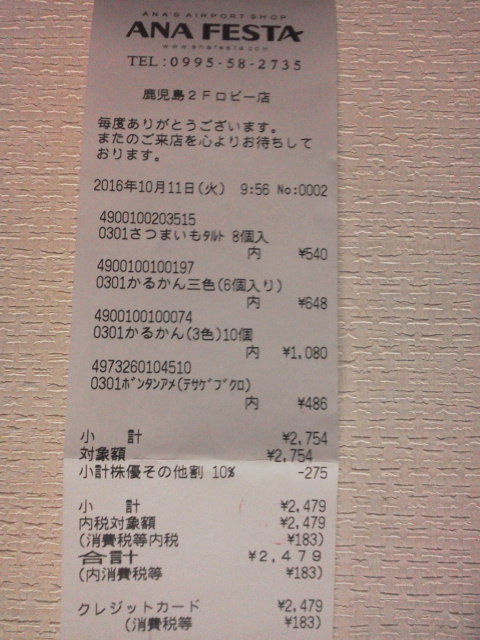 ANA'S AIRPORT SHOP
ANA FESTA
www.anafesta.com
TEL:0995-58-2735
鹿児島2Fロビー店
毎度ありがとうございます。
またのご来店を心よりお待ちして
おります。
2016年10月11日(火) 9:56 No:0002
4900100203515
0301さつまいもﾀﾙﾄ 8個入
内 ¥540
4900100100197
0301かるかん三色(6個入り)
内 ¥648
4900100100074
0301かるかん(3色)10個
内 ¥1,080
4973260104510
0301ﾎﾞﾝﾀﾝｱﾒ(ﾃｻｹﾞﾌﾞｸﾛ)
内 ¥486
小 計 ¥2,754
対象額 ¥2,754
小計株優その他割 10% -275
小 計 ¥2,479
内税対象額 ¥2,479
(消費税等内税 ¥183)
合計 ¥2,479
(内消費税等 ¥183)
クレジットカード ¥2,479
(消費税等 ¥183)